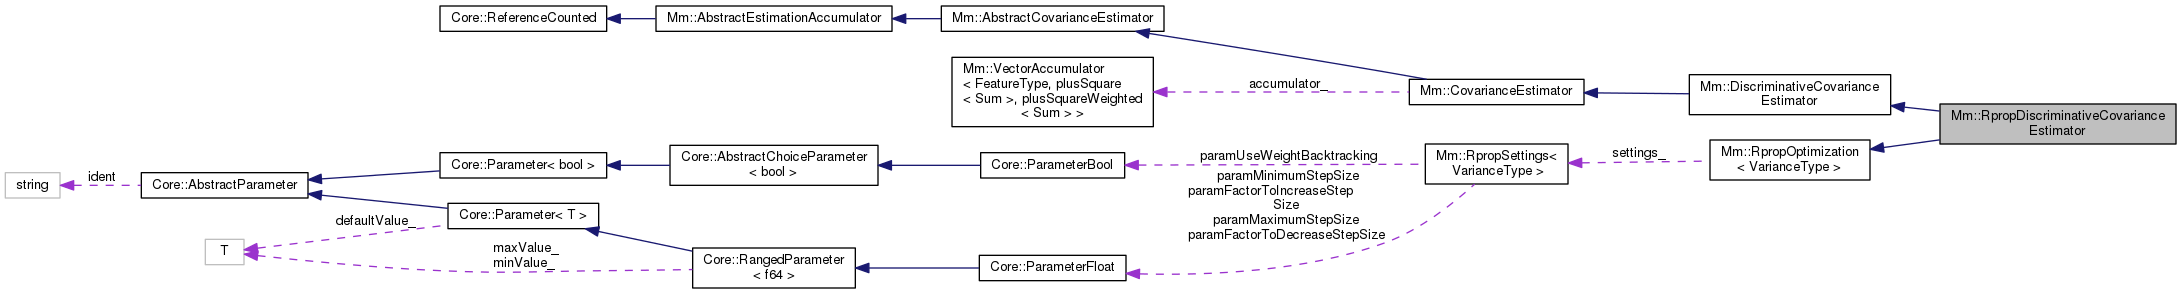 Core::ReferenceCounted
Mm::AbstractEstimationAccumulator
Mm::AbstractCovarianceEstimator
Mm::VectorAccumulator
< FeatureType, plusSquare
< Sum >, plusSquareWeighted
< Sum > >
accumulator_
Mm::CovarianceEstimator
Mm::DiscriminativeCovariance
Estimator
Mm::RpropDiscriminativeCovariance
Estimator
string
ident
Core::AbstractParameter
Core::Parameter< bool >
Core::AbstractChoiceParameter
< bool >
Core::ParameterBool
paramUseWeightBacktracking
Mm::RpropSettings<
VarianceType >
settings_
Mm::RpropOptimization
< VarianceType >
paramMinimumStepSize
paramFactorToIncreaseStep
Size
paramMaximumStepSize
paramFactorToDecreaseStepSize
Core::Parameter< T >
defaultValue_
T
maxValue_
minValue_
Core::RangedParameter
< f64 >
Core::ParameterFloat